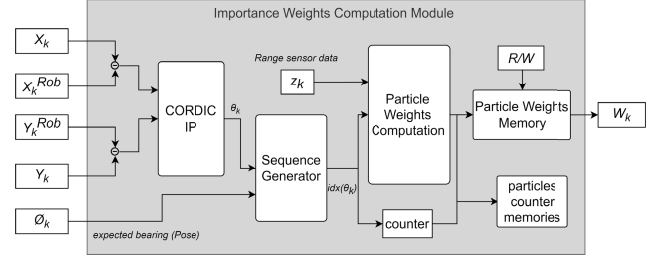 Importance Weights Computation Module
X_k
X_k^Rob
Y_k^Rob
Y_k
Ø_k
expected bearing (Pose)
CORDIC
IP
θ_k
Sequence
Generator
idx(θ_k)
Range sensor data
z_k
Particle
Weights
Computation
counter
R/W
Particle Weights
Memory
particles
counter
memories
W_k